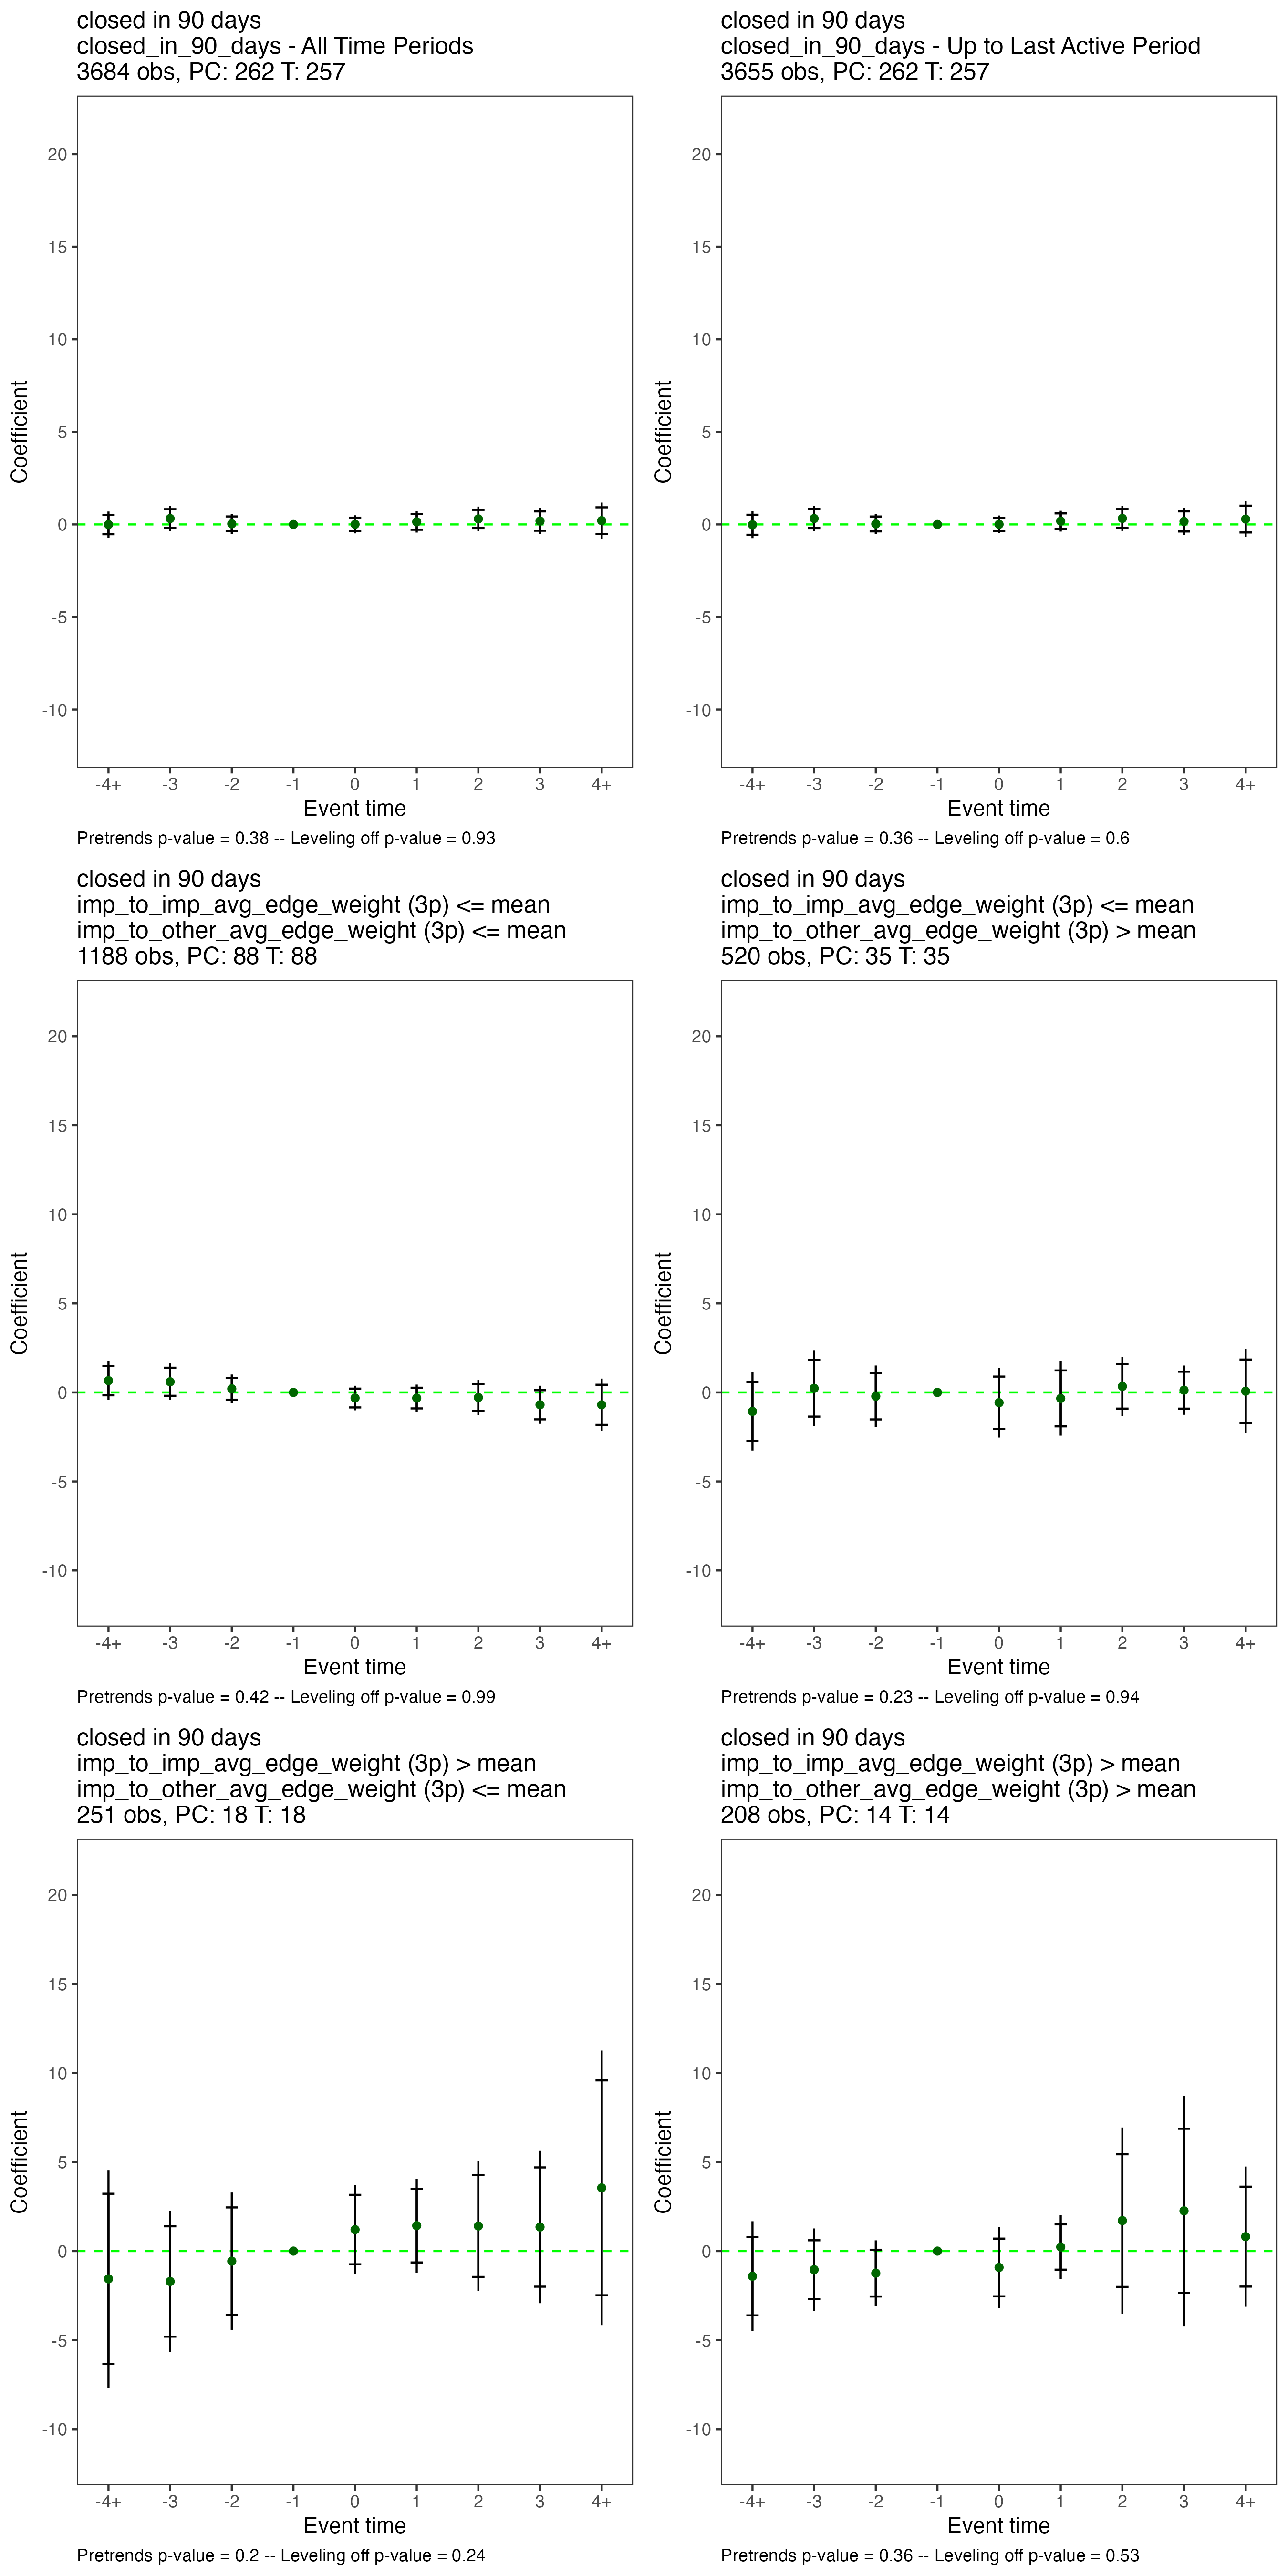 closed in 90 days
closed_in_90_days - All Time Periods
3684 obs, PC: 262 T: 257
20
15
10
5
0
-5
-10
Coefficient
-4+ -3 -2 -1 0 1 2 3 4+
Event time
Pretrends p-value = 0.38 -- Leveling off p-value = 0.93
closed in 90 days
closed_in_90_days - Up to Last Active Period
3655 obs, PC: 262 T: 257
20
15
10
5
0
-5
-10
Coefficient
-4+ -3 -2 -1 0 1 2 3 4+
Event time
Pretrends p-value = 0.36 -- Leveling off p-value = 0.6
closed in 90 days
imp_to_imp_avg_edge_weight (3p) <= mean
imp_to_other_avg_edge_weight (3p) <= mean
1188 obs, PC: 88 T: 88
20
15
10
5
0
-5
-10
Coefficient
-4+ -3 -2 -1 0 1 2 3 4+
Event time
Pretrends p-value = 0.42 -- Leveling off p-value = 0.99
closed in 90 days
imp_to_imp_avg_edge_weight (3p) <= mean
imp_to_other_avg_edge_weight (3p) > mean
520 obs, PC: 35 T: 35
20
15
10
5
0
-5
-10
Coefficient
-4+ -3 -2 -1 0 1 2 3 4+
Event time
Pretrends p-value = 0.23 -- Leveling off p-value = 0.94
closed in 90 days
imp_to_imp_avg_edge_weight (3p) > mean
imp_to_other_avg_edge_weight (3p) <= mean
251 obs, PC: 18 T: 18
20
15
10
5
0
-5
-10
Coefficient
-4+ -3 -2 -1 0 1 2 3 4+
Event time
Pretrends p-value = 0.2 -- Leveling off p-value = 0.24
closed in 90 days
imp_to_imp_avg_edge_weight (3p) > mean
imp_to_other_avg_edge_weight (3p) > mean
208 obs, PC: 14 T: 14
20
15
10
5
0
-5
-10
Coefficient
-4+ -3 -2 -1 0 1 2 3 4+
Event time
Pretrends p-value = 0.36 -- Leveling off p-value = 0.53